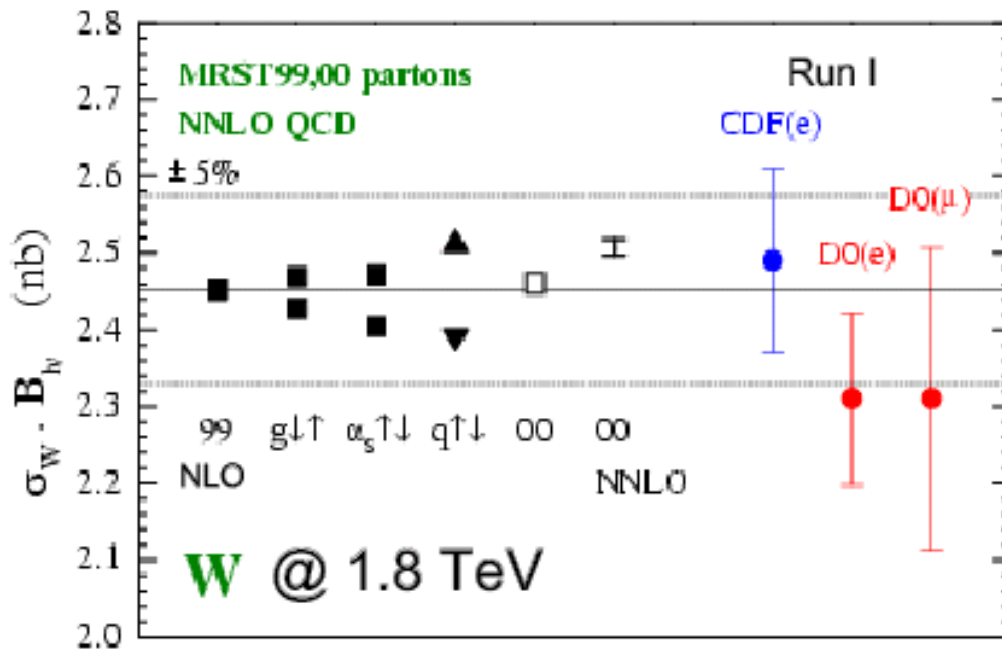 2.8
2.7
2.6
2.5
2.4
2.3
2.2
2.1
2.0
σW · Blν (nb)
MRST99,00 partons
NNLO QCD
± 5%
Run I
CDF(e)
D0(μ)
D0(e)
99 g↓↑ αs↑↓ q↑↓ 00 00
NLO NNLO
W @ 1.8 TeV